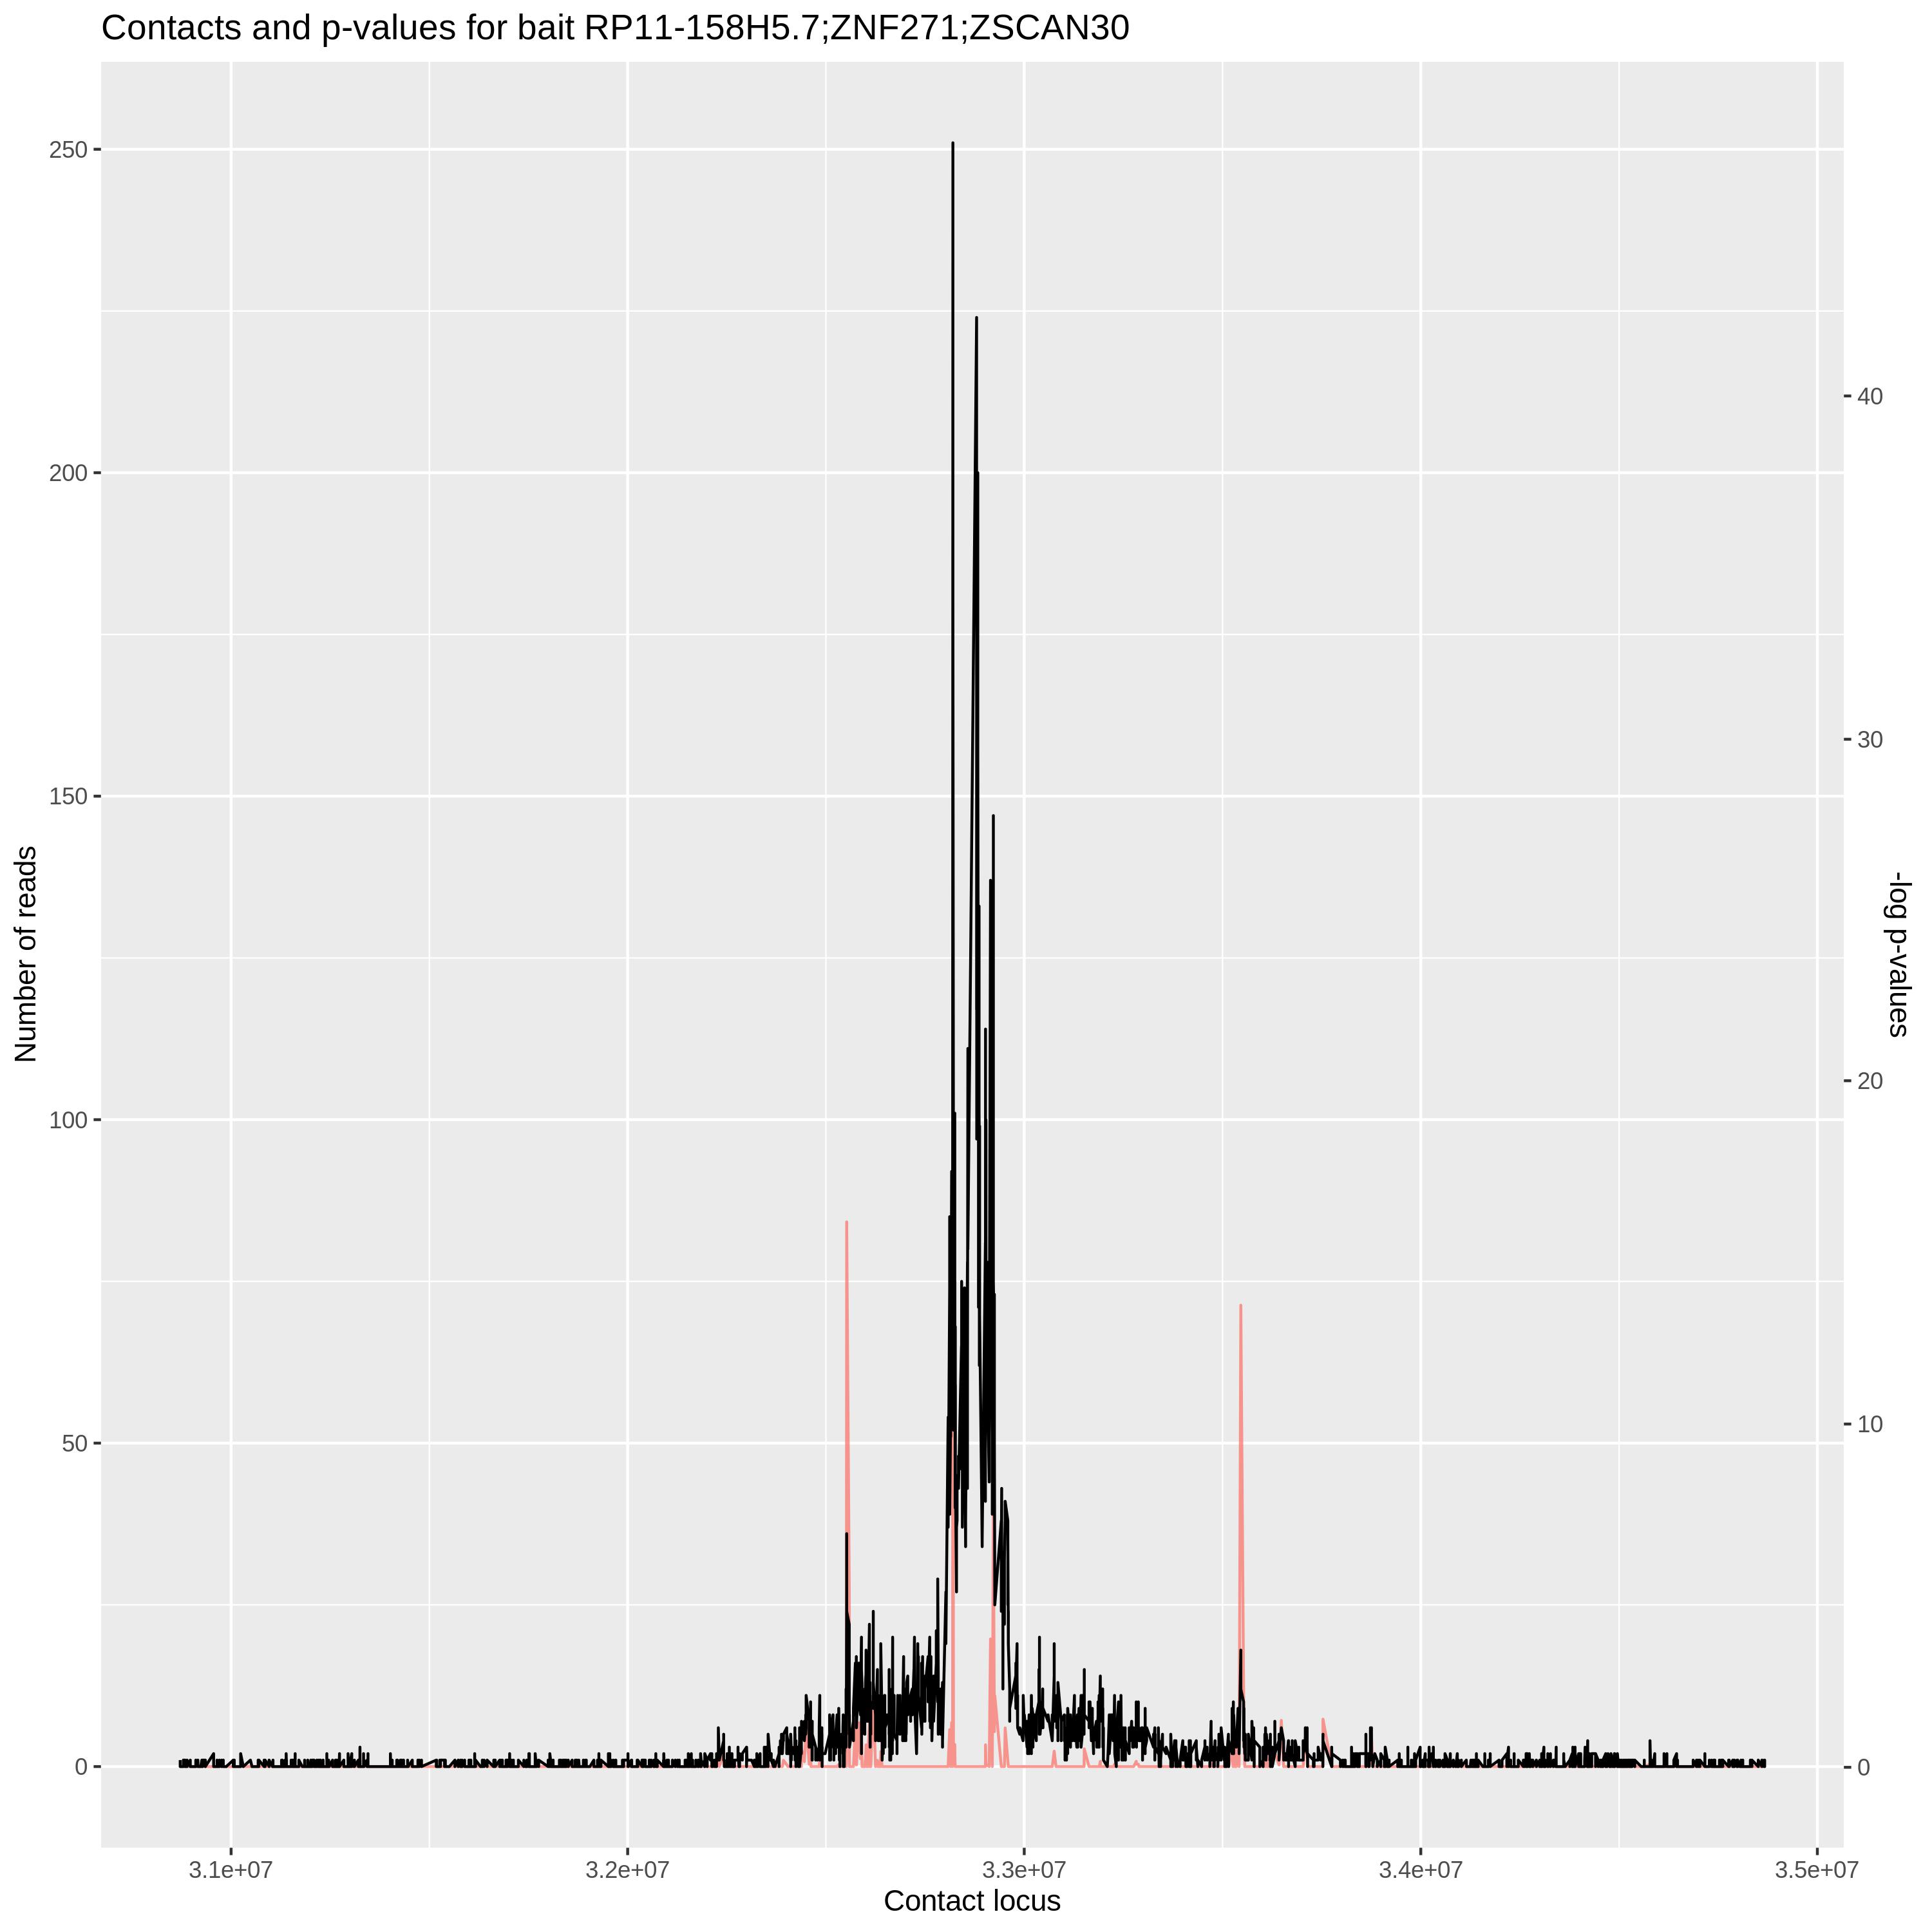 Contacts and p-values for bait RP11-158H5.7;ZNF271;ZSCAN30
250
200
150
100
50
0
Number of reads
40
30
20
10
0
-log p-values
3.1e+07 3.2e+07 3.3e+07 3.4e+07 3.5e+07
Contact locus